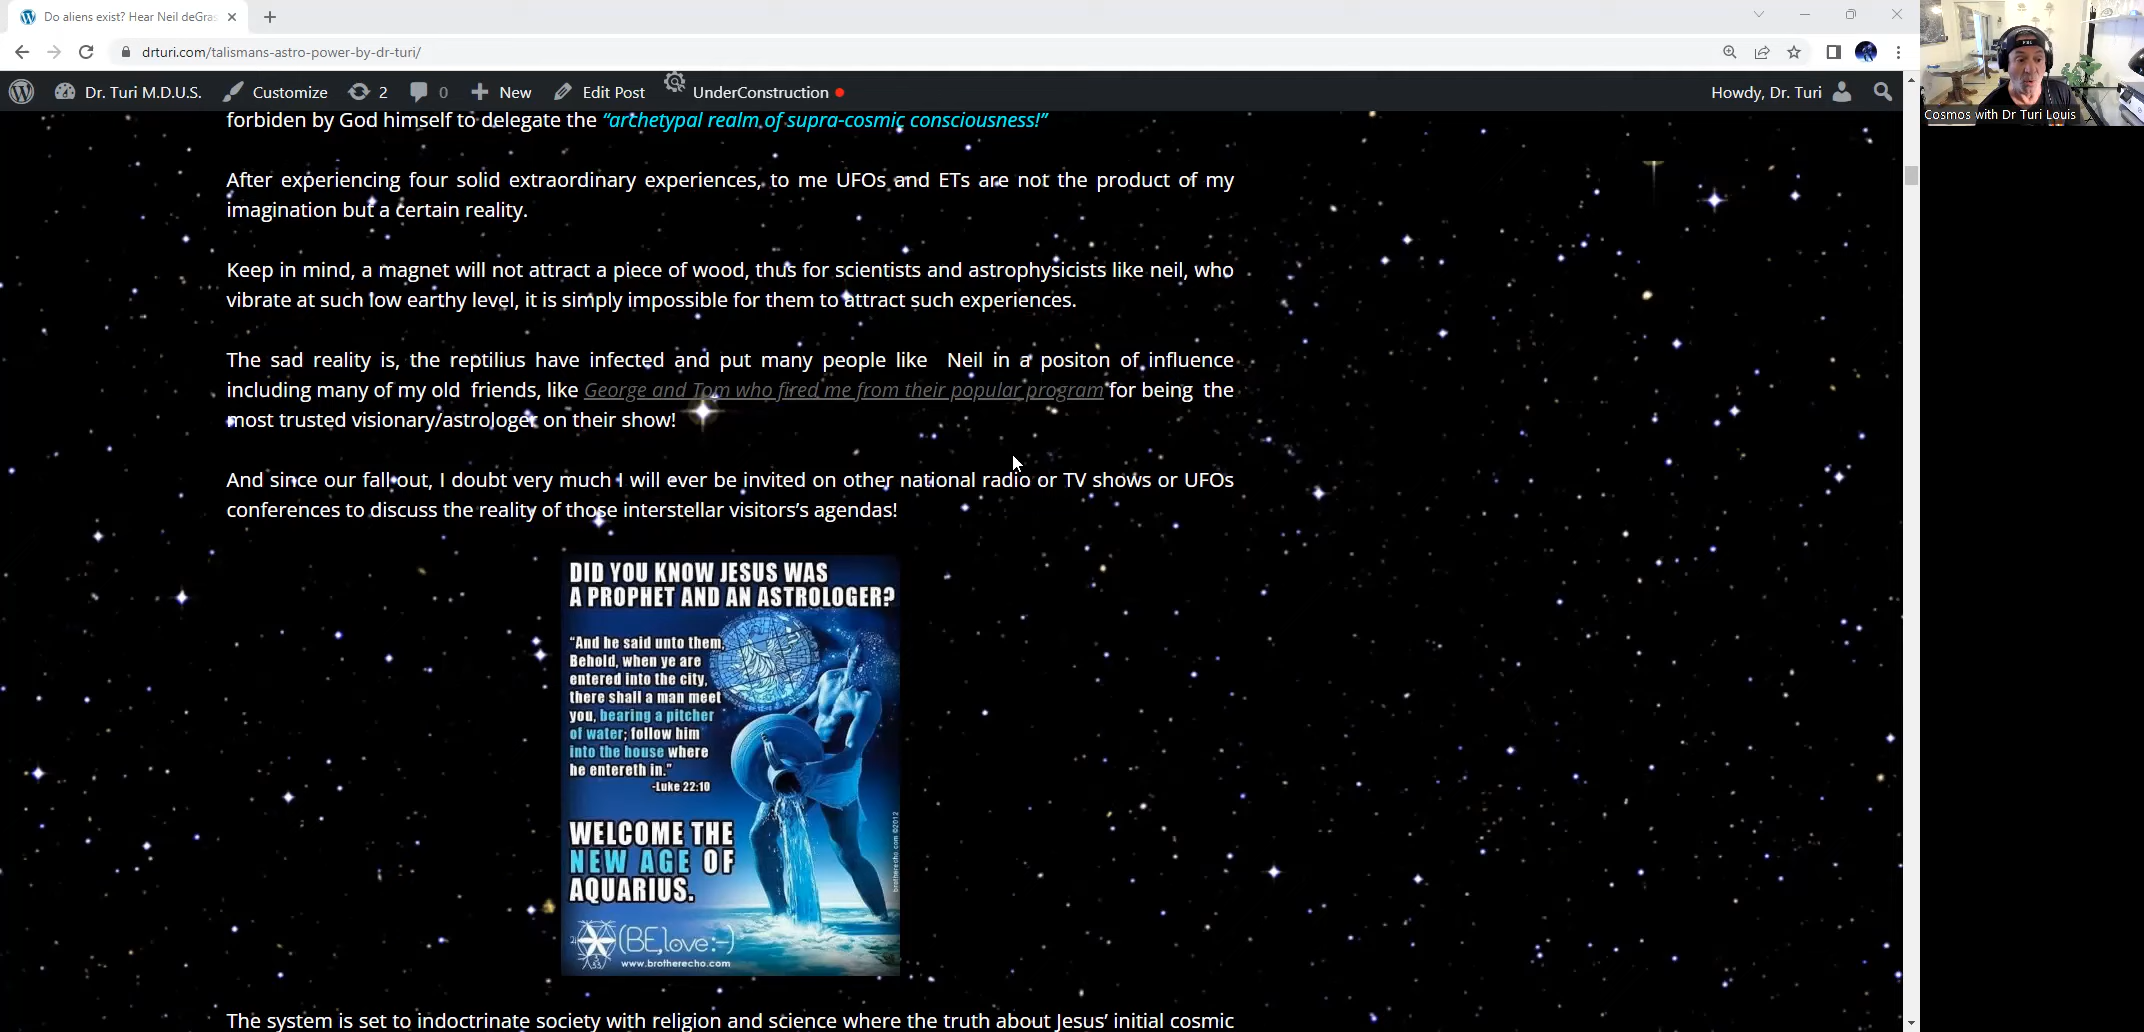 Do aliens exist? Hear Neil deGras
drturi.com/talismans-astro-power-by-dr-turi/
Dr. Turi M.D.U.S. Customize 2 0 New Edit Post UnderConstruction Howdy, Dr. Turi
Cosmos with Dr Turi Louis
forbiden by God himself to delegate the “archetypal realm of supra-cosmic consciousness!”
After experiencing four solid extraordinary experiences, to me UFOs and ETs are not the product of my
imagination but a certain reality.
Keep in mind, a magnet will not attract a piece of wood, thus for scientists and astrophysicists like neil, who
vibrate at such low earthy level, it is simply impossible for them to attract such experiences.
The sad reality is, the reptilius have infected and put many people like Neil in a positon of influence
including many of my old friends, like George and Tom who fired me from their popular program for being the
most trusted visionary/astrologer on their show!
And since our fall out, I doubt very much I will ever be invited on other national radio or TV shows or UFOs
conferences to discuss the reality of those interstellar visitors’s agendas!
DID YOU KNOW JESUS WAS
A PROPHET AND AN ASTROLOGER?
“And he said unto them,
Behold, when ye are
entered into the city,
there shall a man meet
you, bearing a pitcher
of water; follow him
into the house where
he entereth in.”
-Luke 22:10
WELCOME THE
NEW AGE OF
AQUARIUS.
(BE,love:-)
www.brotherecho.com
brotherecho.com ©2012
The system is set to indoctrinate society with religion and science where the truth about Jesus’ initial cosmic